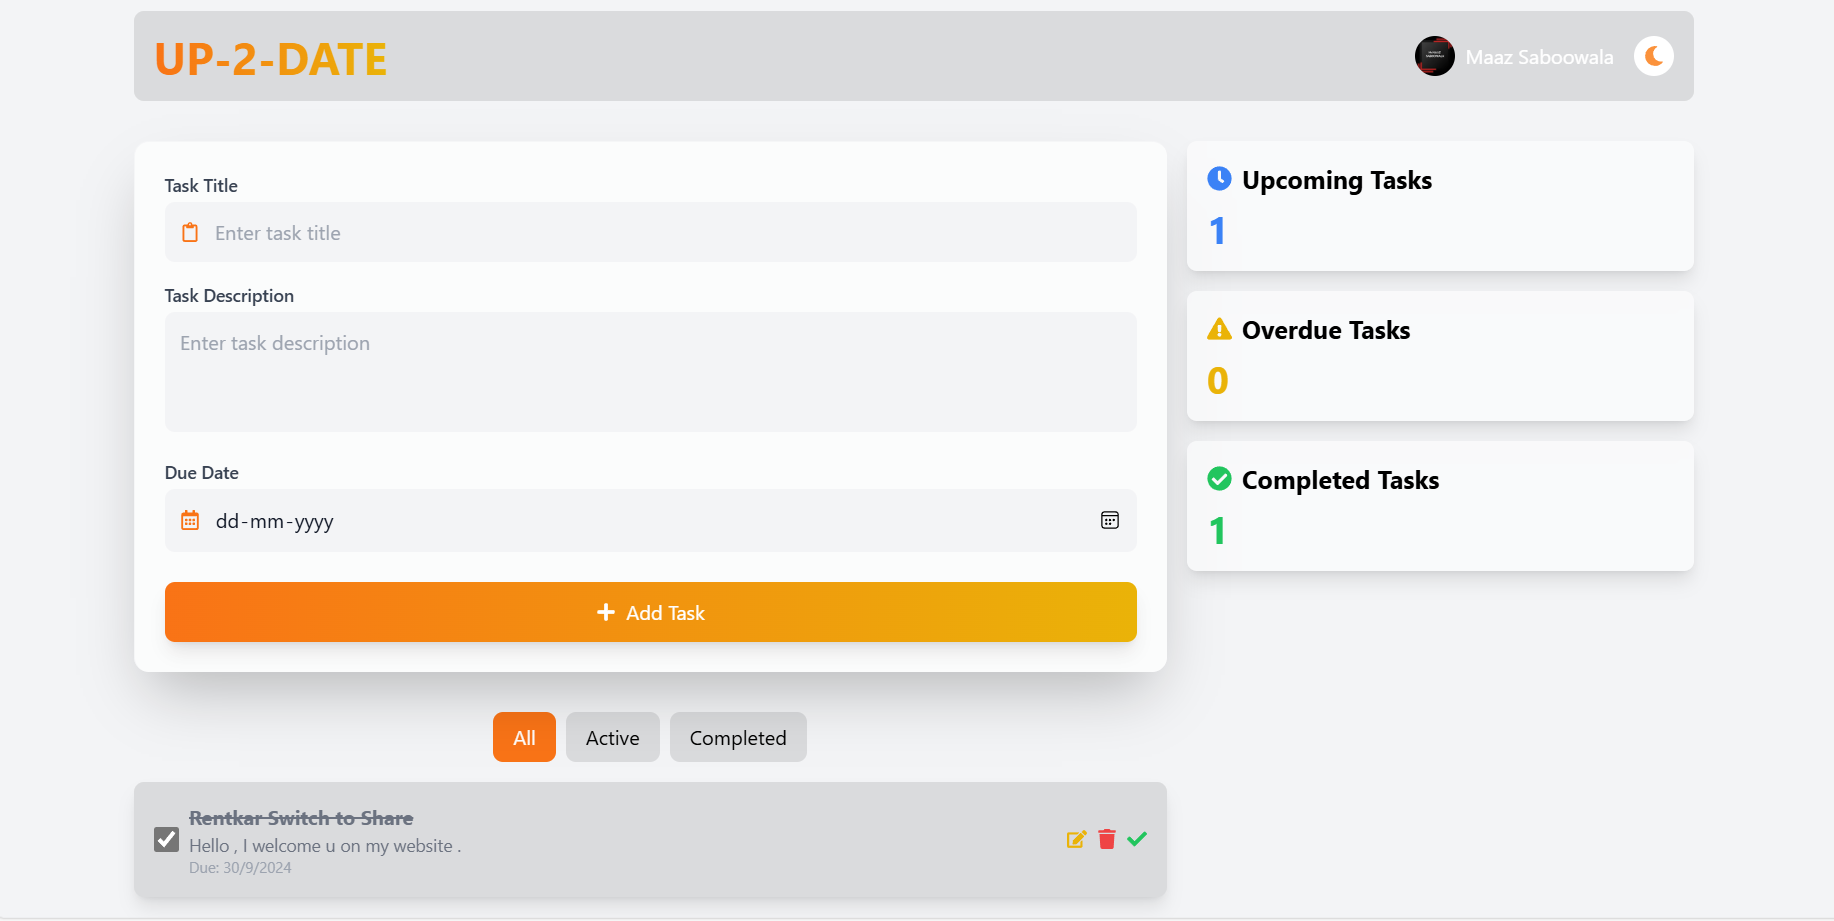 UP-2-DATE
Maaz Saboowala
Task Title
Enter task title
Task Description
Enter task description
Due Date
dd-mm-yyyy
Add Task
Upcoming Tasks
1
Overdue Tasks
0
Completed Tasks
1
All
Active
Completed
Rentkar Switch to Share
Hello , I welcome u on my website .
Due: 30/9/2024